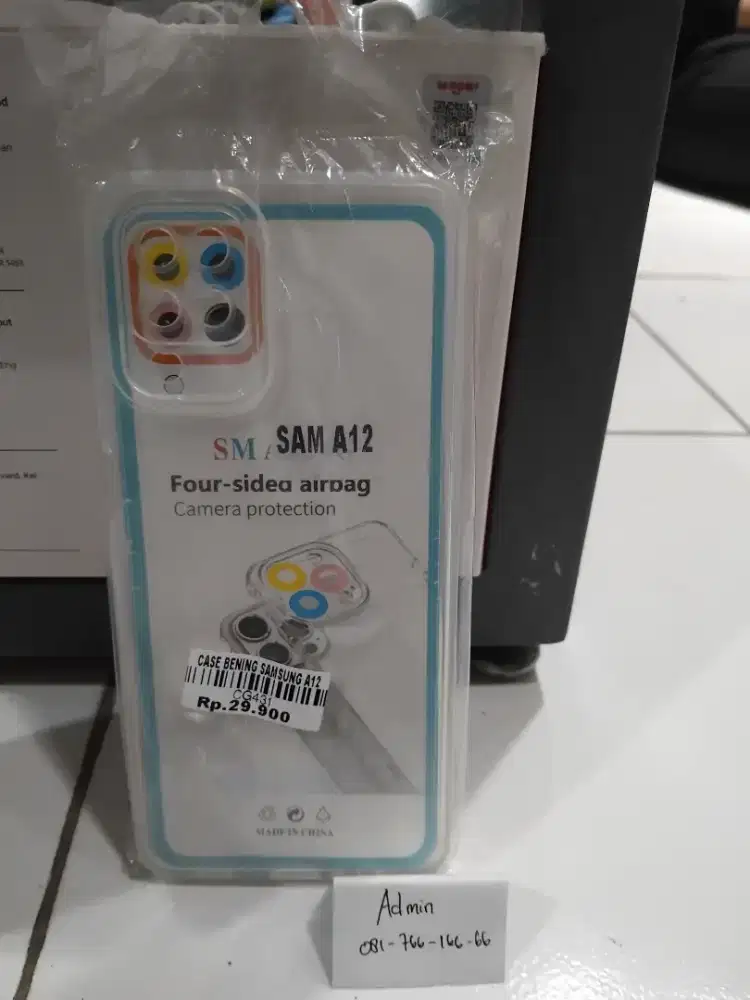 SAM A12
SM
Four-sided airbag
Camera protection
CASE BENING SAMSUNG A12
CG431
Rp.29.900
MADE IN CHINA
Admin
081-766-166-66